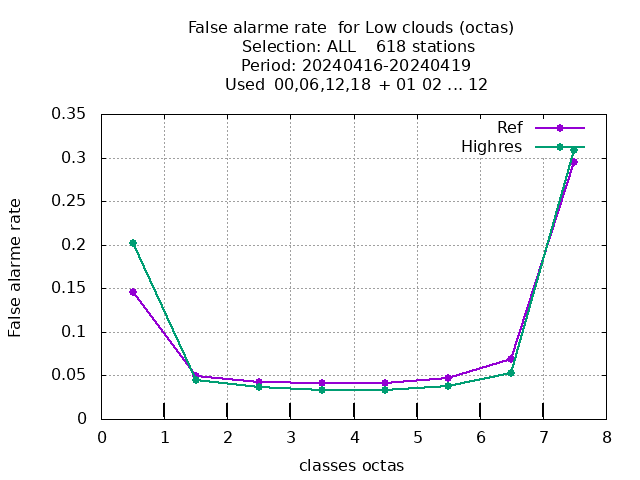 False alarme rate  for Low clouds (octas)
Selection: ALL    618 stations
Period: 20240416-20240419
Used  00,06,12,18 + 01 02 ... 12
Ref
Highres
0.35
0.3
0.25
0.2
0.15
0.1
0.05
0
False alarme rate
0 1 2 3 4 5 6 7 8
classes octas